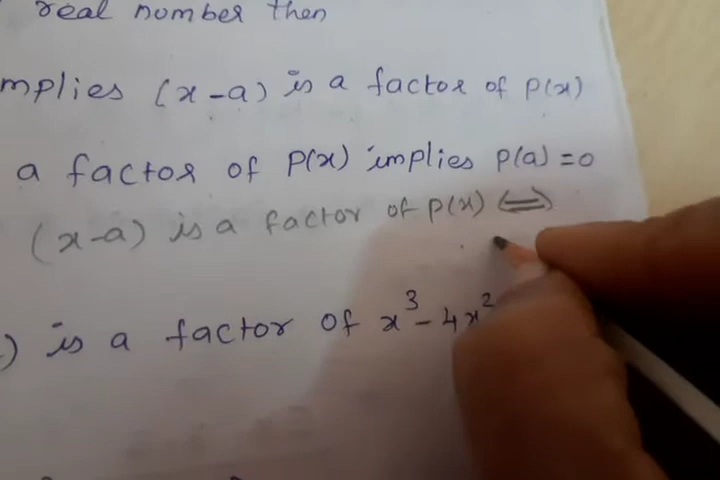 real number then
mplies (x-a) is a factor of P(x)
a factor of P(x) implies P(a)=0
(x-a) is a factor of P(x) ⇔
) is a factor of x³-4x²